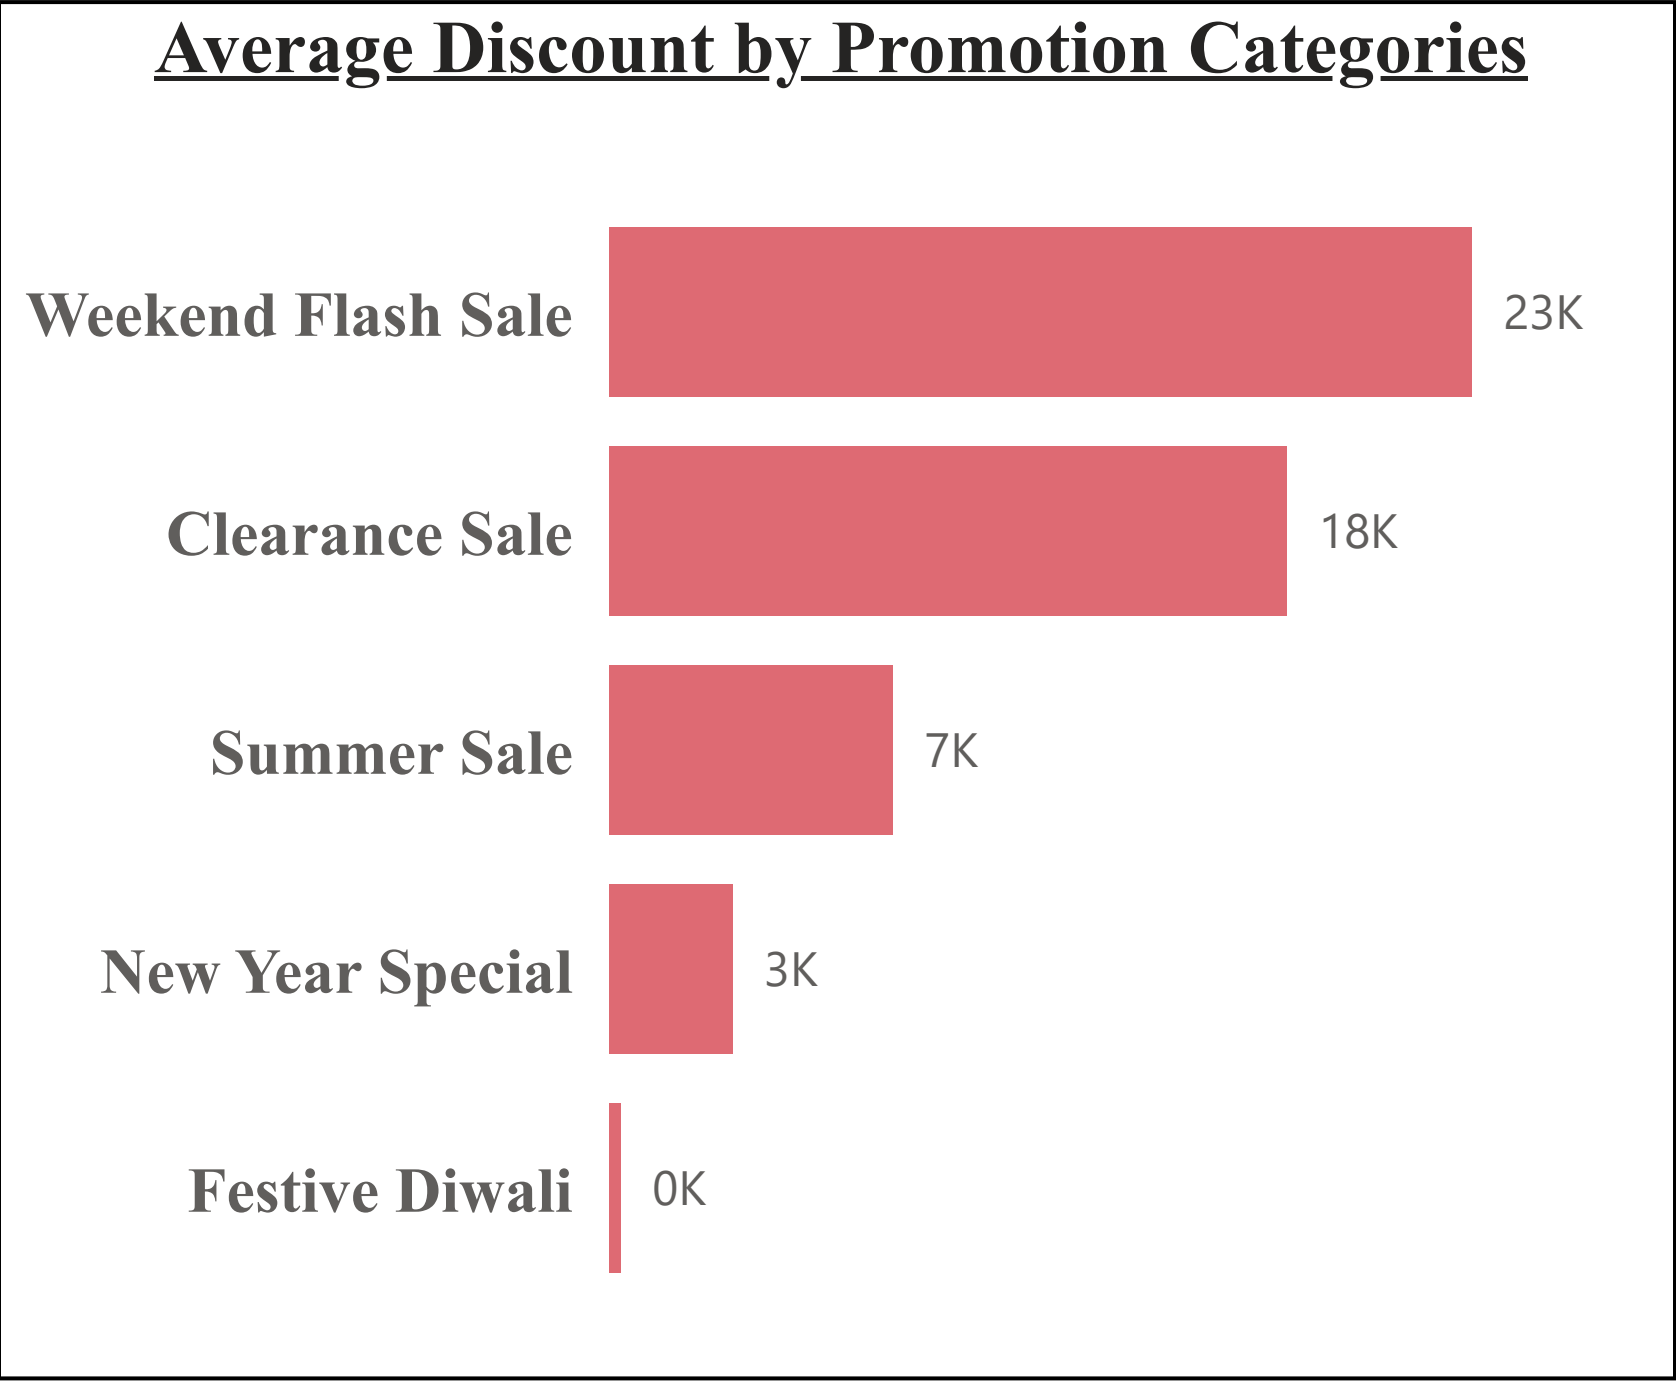 Average Discount by Promotion Categories
Weekend Flash Sale 23K
Clearance Sale 18K
Summer Sale 7K
New Year Special 3K
Festive Diwali 0K